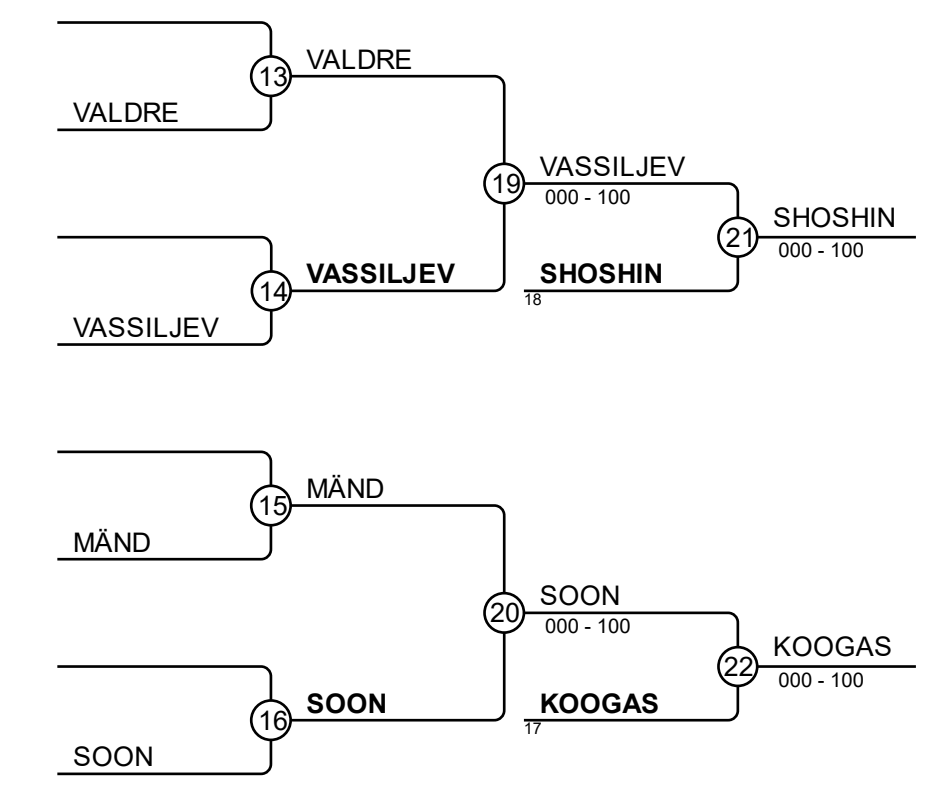 VALDRE
13
VALDRE
VASSILJEV
19
000 - 100
SHOSHIN
21
000 - 100
VASSILJEV
14
SHOSHIN
18
VASSILJEV
MÄND
15
MÄND
SOON
20
000 - 100
KOOGAS
22
000 - 100
SOON
16
KOOGAS
17
SOON